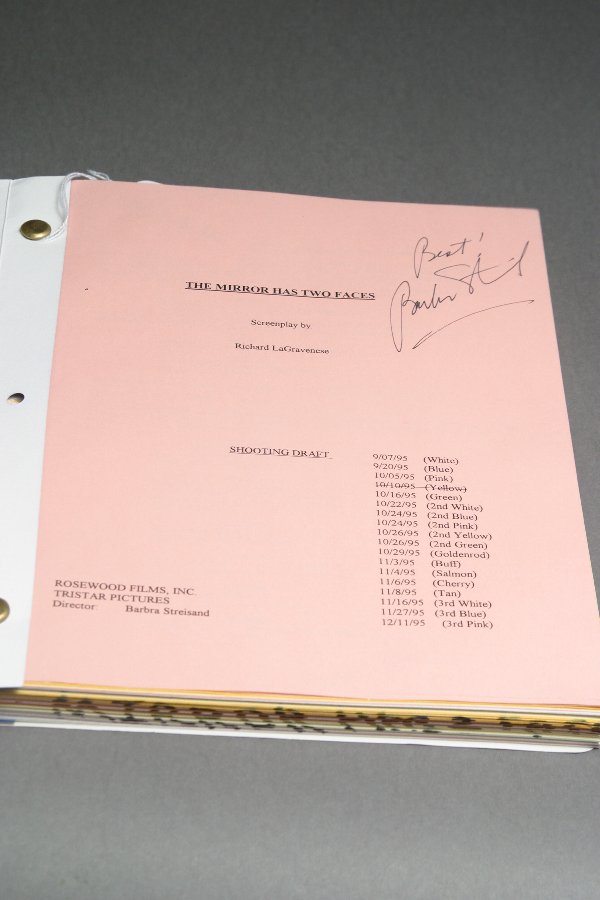 Best!
Barbra Streisand
THE MIRROR HAS TWO FACES
Screenplay by
Richard LaGravenese
SHOOTING DRAFT
9/07/95 (White)
9/20/95 (Blue)
10/05/95 (Pink)
10/10/95 (Yellow)
10/16/95 (Green)
10/22/95 (2nd White)
10/24/95 (2nd Blue)
10/24/95 (2nd Pink)
10/26/95 (2nd Yellow)
10/26/95 (2nd Green)
10/29/95 (Goldenrod)
11/3/95 (Buff)
11/4/95 (Salmon)
11/6/95 (Cherry)
11/8/95 (Tan)
11/16/95 (3rd White)
11/27/95 (3rd Blue)
12/11/95 (3rd Pink)
ROSEWOOD FILMS, INC.
TRISTAR PICTURES
Director: Barbra Streisand